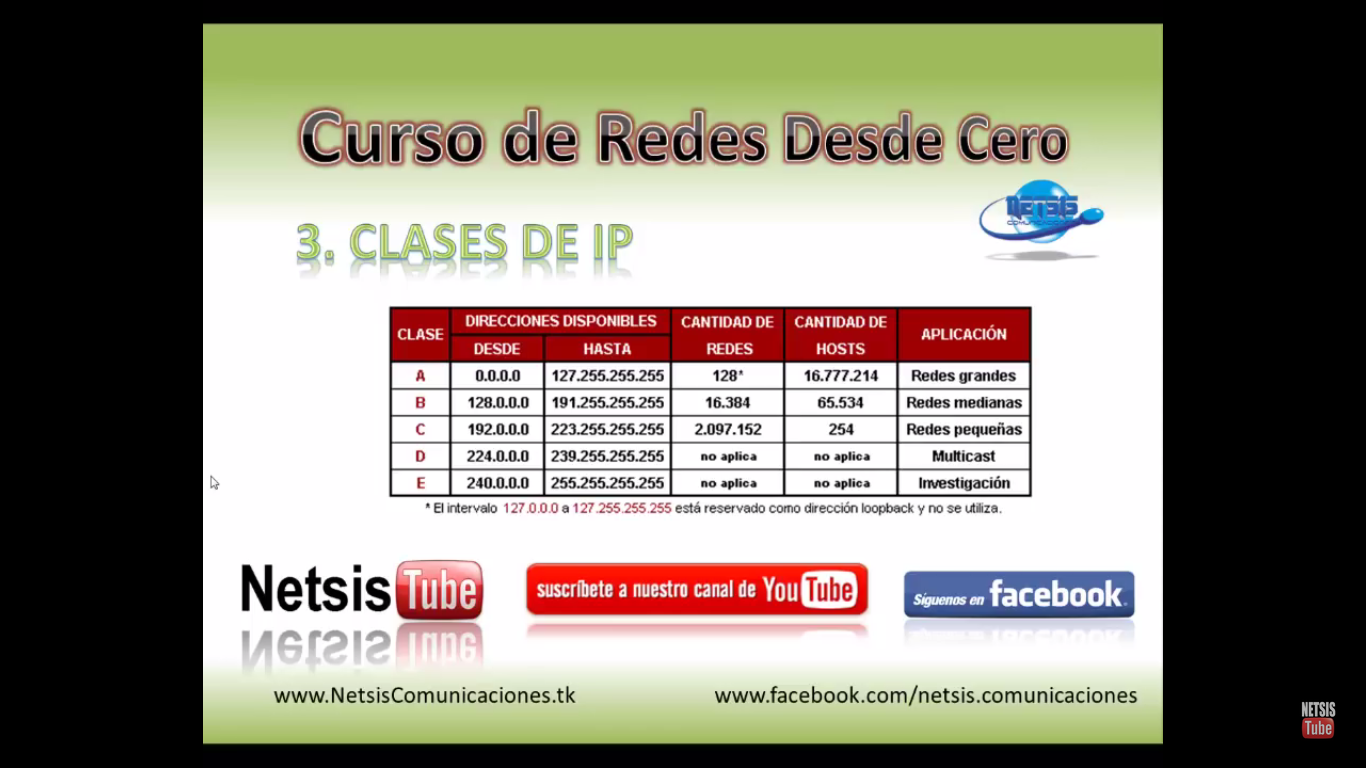 Curso de Redes Desde Cero
NETSIS
COMUNICACIONES
3. CLASES DE IP
CLASE DIRECCIONES DISPONIBLES CANTIDAD DE REDES CANTIDAD DE HOSTS APLICACIÓN
DESDE HASTA
A 0.0.0.0 127.255.255.255 128* 16.777.214 Redes grandes
B 128.0.0.0 191.255.255.255 16.384 65.534 Redes medianas
C 192.0.0.0 223.255.255.255 2.097.152 254 Redes pequeñas
D 224.0.0.0 239.255.255.255 no aplica no aplica Multicast
E 240.0.0.0 255.255.255.255 no aplica no aplica Investigación
* El intervalo 127.0.0.0 a 127.255.255.255 está reservado como dirección loopback y no se utiliza.
Netsis Tube
suscríbete a nuestro canal de YouTube
Síguenos en facebook
www.NetsisComunicaciones.tk
www.facebook.com/netsis.comunicaciones
NETSIS
Tube